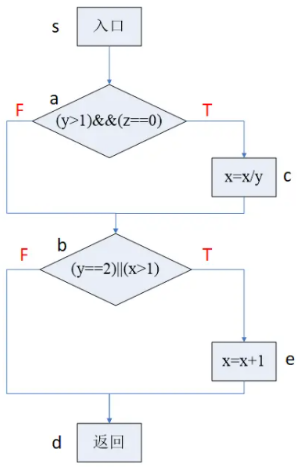 s 入口
a
F (y>1)&&(z==0) T
x=x/y c
b
F (y==2)||(x>1) T
x=x+1 e
d 返回